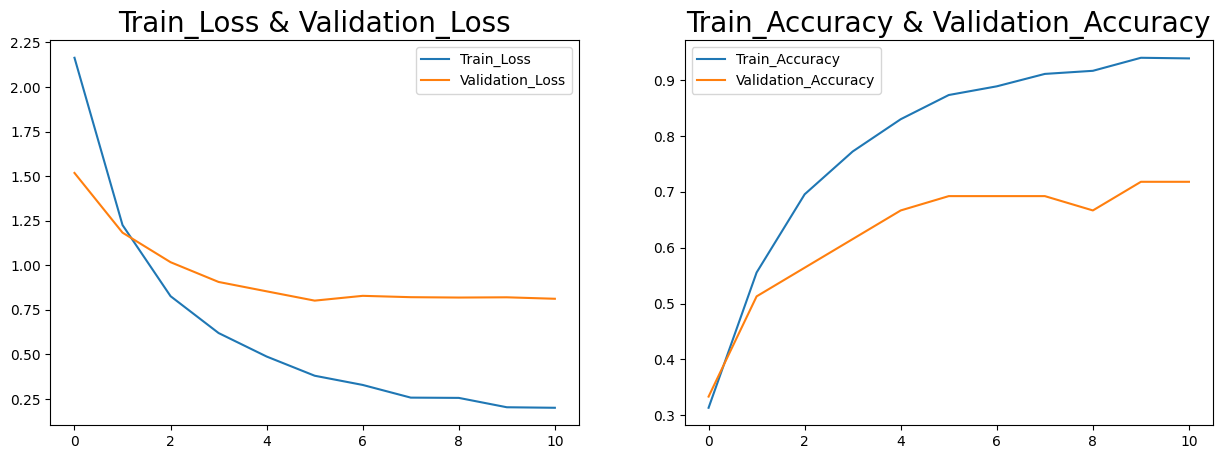 Train_Loss & Validation_Loss
2.25
2.00
1.75
1.50
1.25
1.00
0.75
0.50
0.25
0 2 4 6 8 10
Train_Loss
Validation_Loss
Train_Accuracy & Validation_Accuracy
0.9
0.8
0.7
0.6
0.5
0.4
0.3
0 2 4 6 8 10
Train_Accuracy
Validation_Accuracy